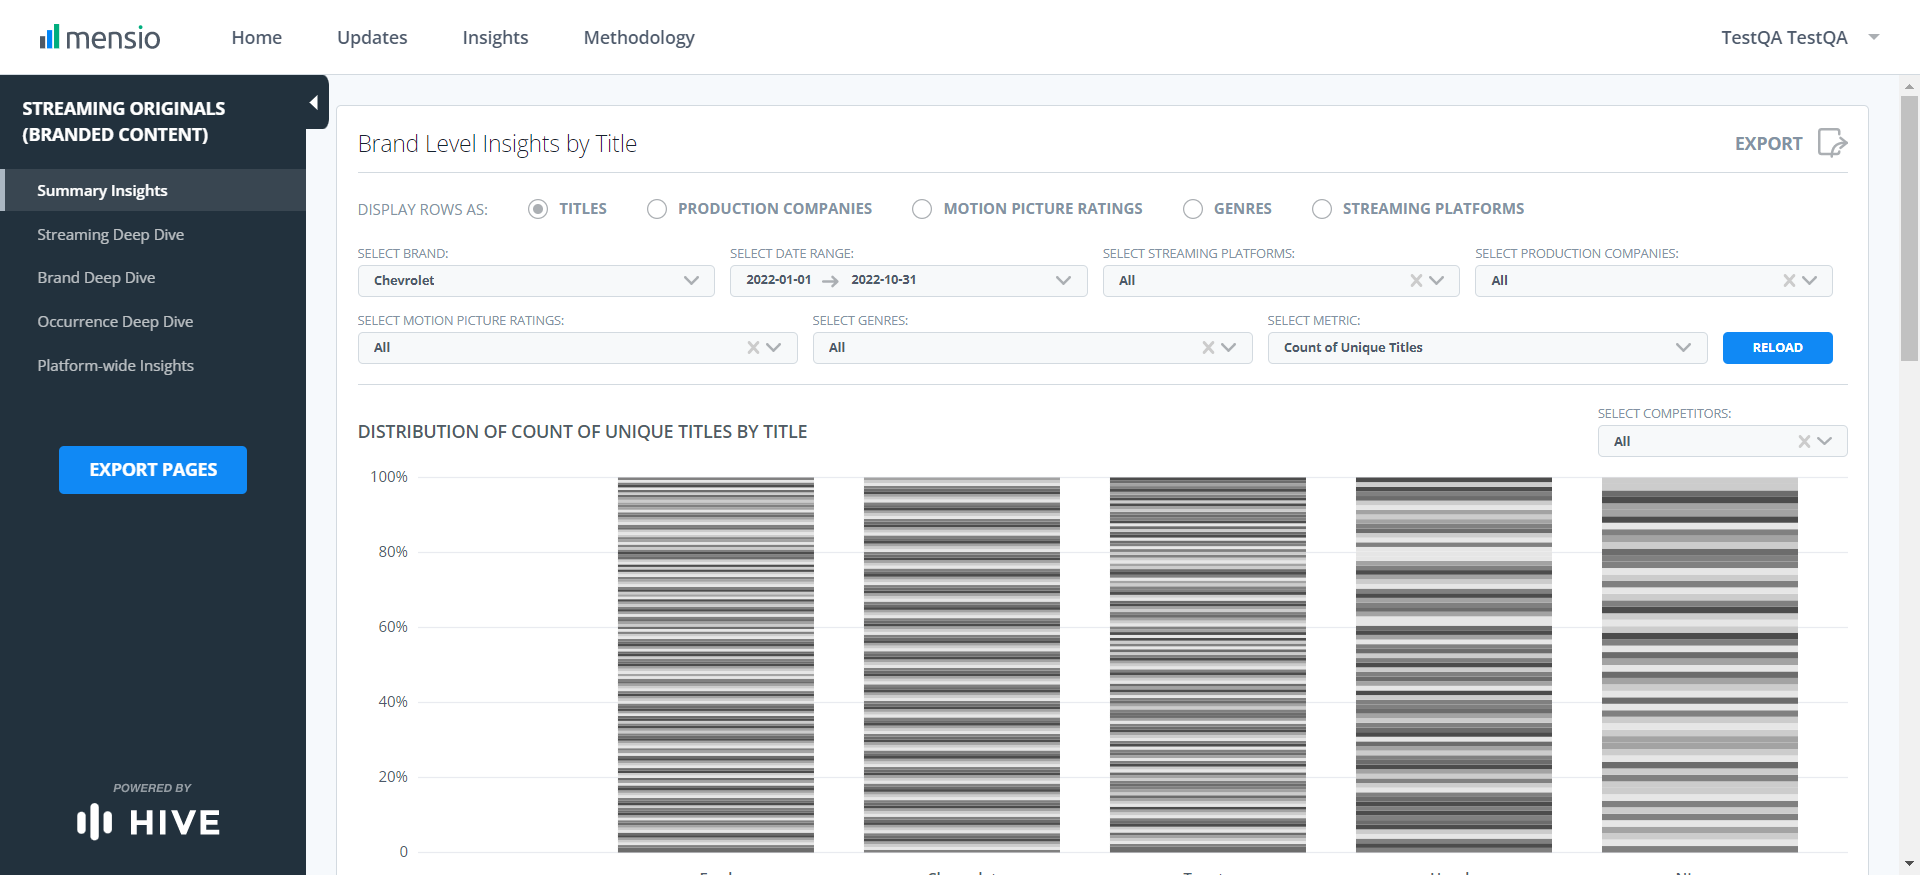 mensio
Home
Updates
Insights
Methodology
TestQA TestQA
STREAMING ORIGINALS
(BRANDED CONTENT)
Summary Insights
Streaming Deep Dive
Brand Deep Dive
Occurrence Deep Dive
Platform-wide Insights
EXPORT PAGES
POWERED BY
HIVE
Brand Level Insights by Title
EXPORT
DISPLAY ROWS AS:
TITLES
PRODUCTION COMPANIES
MOTION PICTURE RATINGS
GENRES
STREAMING PLATFORMS
SELECT BRAND:
Chevrolet
SELECT DATE RANGE:
2022-01-01 → 2022-10-31
SELECT STREAMING PLATFORMS:
All
SELECT PRODUCTION COMPANIES:
All
SELECT MOTION PICTURE RATINGS:
All
SELECT GENRES:
All
SELECT METRIC:
Count of Unique Titles
RELOAD
DISTRIBUTION OF COUNT OF UNIQUE TITLES BY TITLE
SELECT COMPETITORS:
All
100%
80%
60%
40%
20%
0